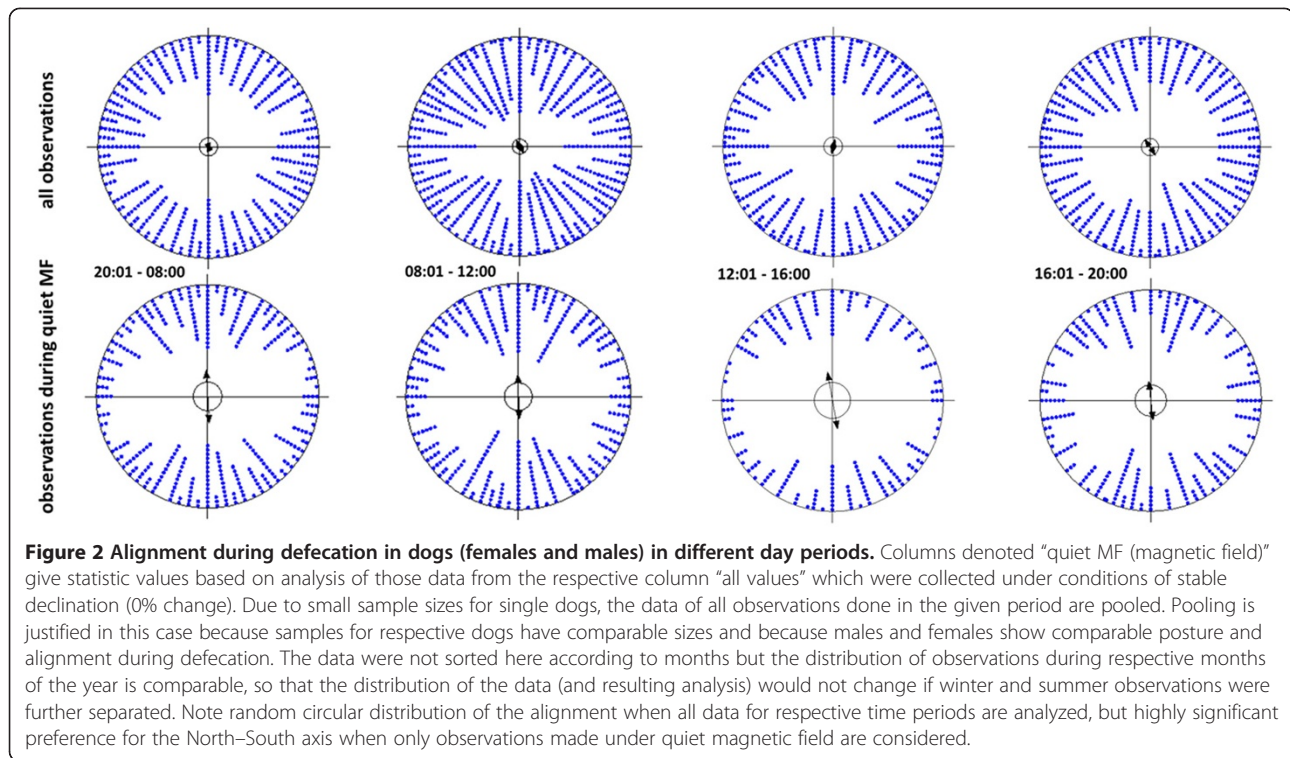 all observations
observations during quiet MF
20:01 - 08:00
08:01 - 12:00
12:01 - 16:00
16:01 - 20:00
Figure 2 Alignment during defecation in dogs (females and males) in different day periods. Columns denoted “quiet MF (magnetic field)”
give statistic values based on analysis of those data from the respective column “all values” which were collected under conditions of stable
declination (0% change). Due to small sample sizes for single dogs, the data of all observations done in the given period are pooled. Pooling is
justified in this case because samples for respective dogs have comparable sizes and because males and females show comparable posture and
alignment during defecation. The data were not sorted here according to months but the distribution of observations during respective months
of the year is comparable, so that the distribution of the data (and resulting analysis) would not change if winter and summer observations were
further separated. Note random circular distribution of the alignment when all data for respective time periods are analyzed, but highly significant
preference for the North–South axis when only observations made under quiet magnetic field are considered.